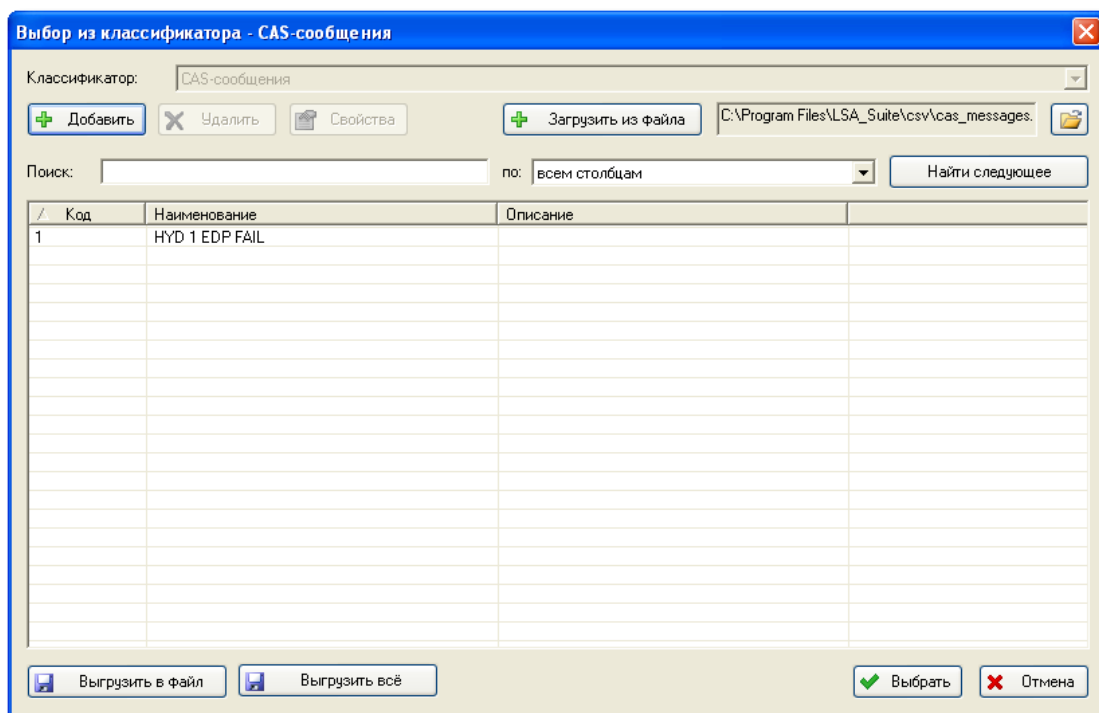 Выбор из классификатора - CAS-сообщения
Классификатор: CAS-сообщения
Добавить Удалить Свойства Загрузить из файла C:\Program Files\LSA_Suite\csv\cas_messages.
Поиск: по: всем столбцам Найти следующее
Код Наименование Описание
1 HYD 1 EDP FAIL
Выгрузить в файл Выгрузить всё Выбрать Отмена